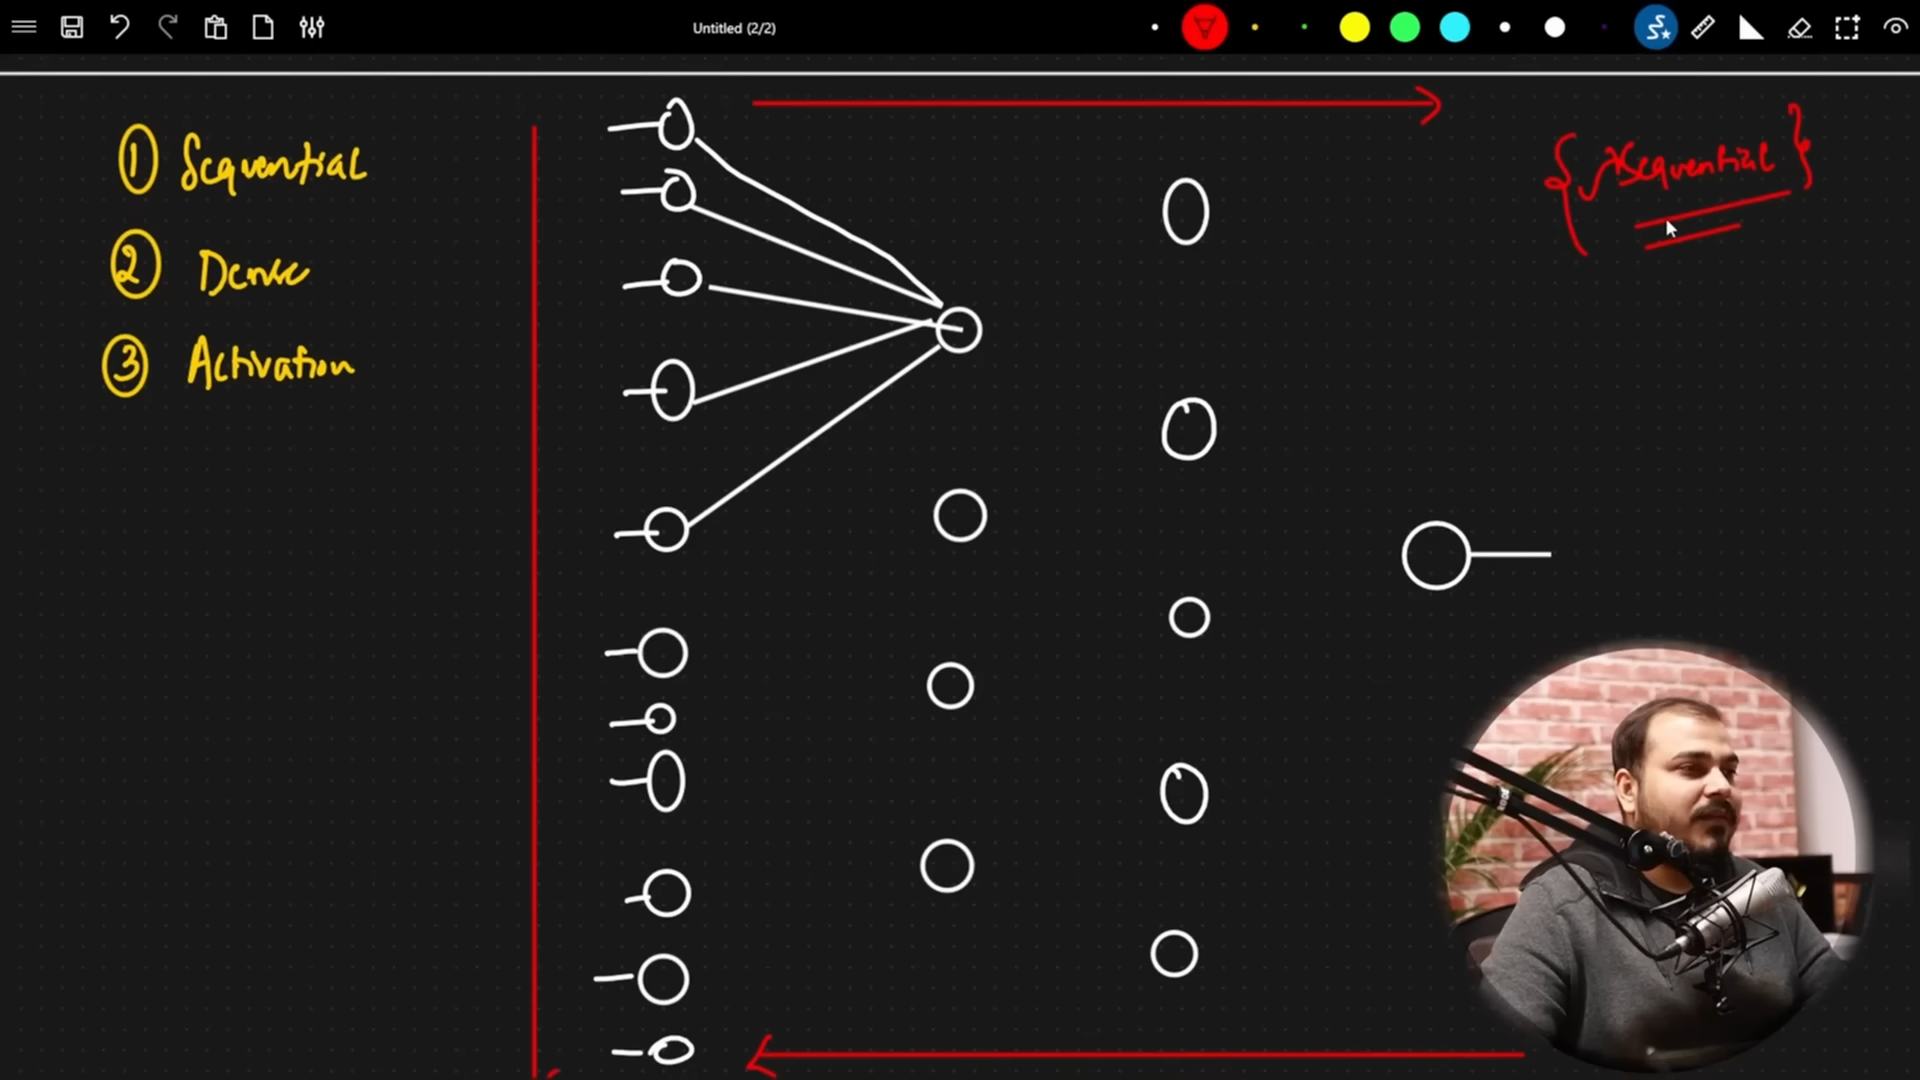 Untitled (2/2)
① Sequential
② Dense
③ Activation
{ Sequential }